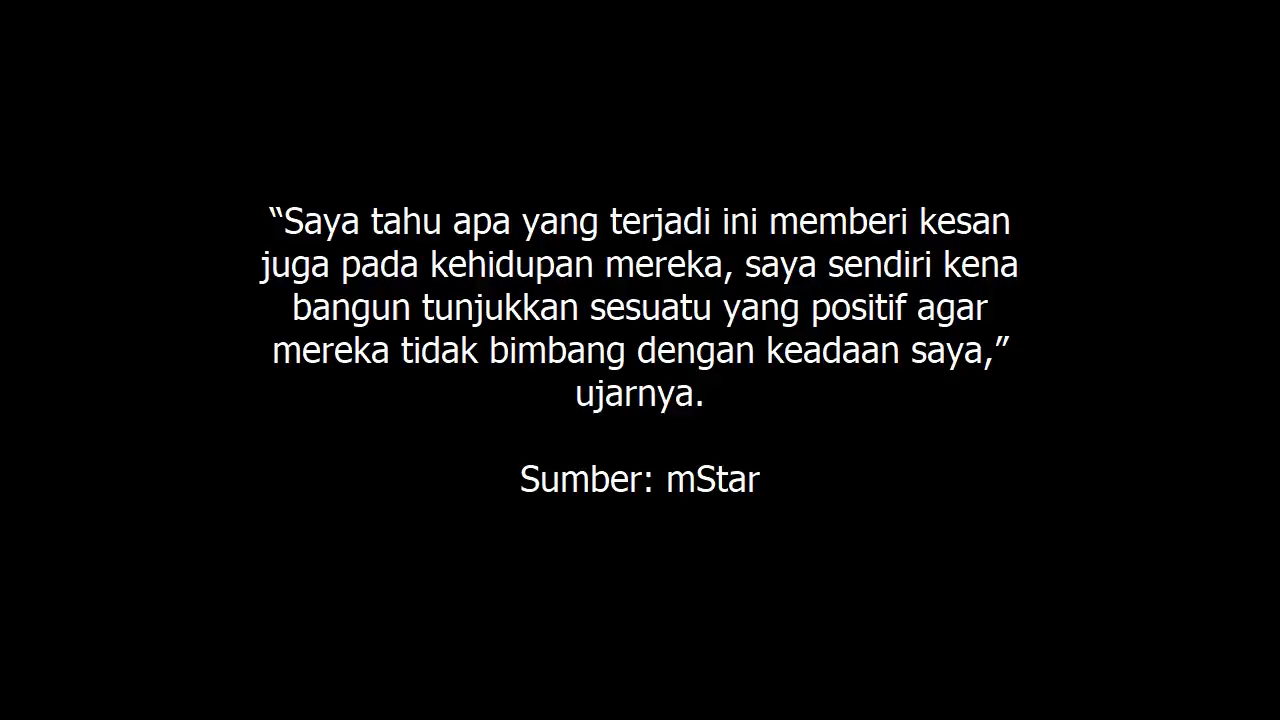 “Saya tahu apa yang terjadi ini memberi kesan
juga pada kehidupan mereka, saya sendiri kena
bangun tunjukkan sesuatu yang positif agar
mereka tidak bimbang dengan keadaan saya,”
ujarnya.
Sumber: mStar